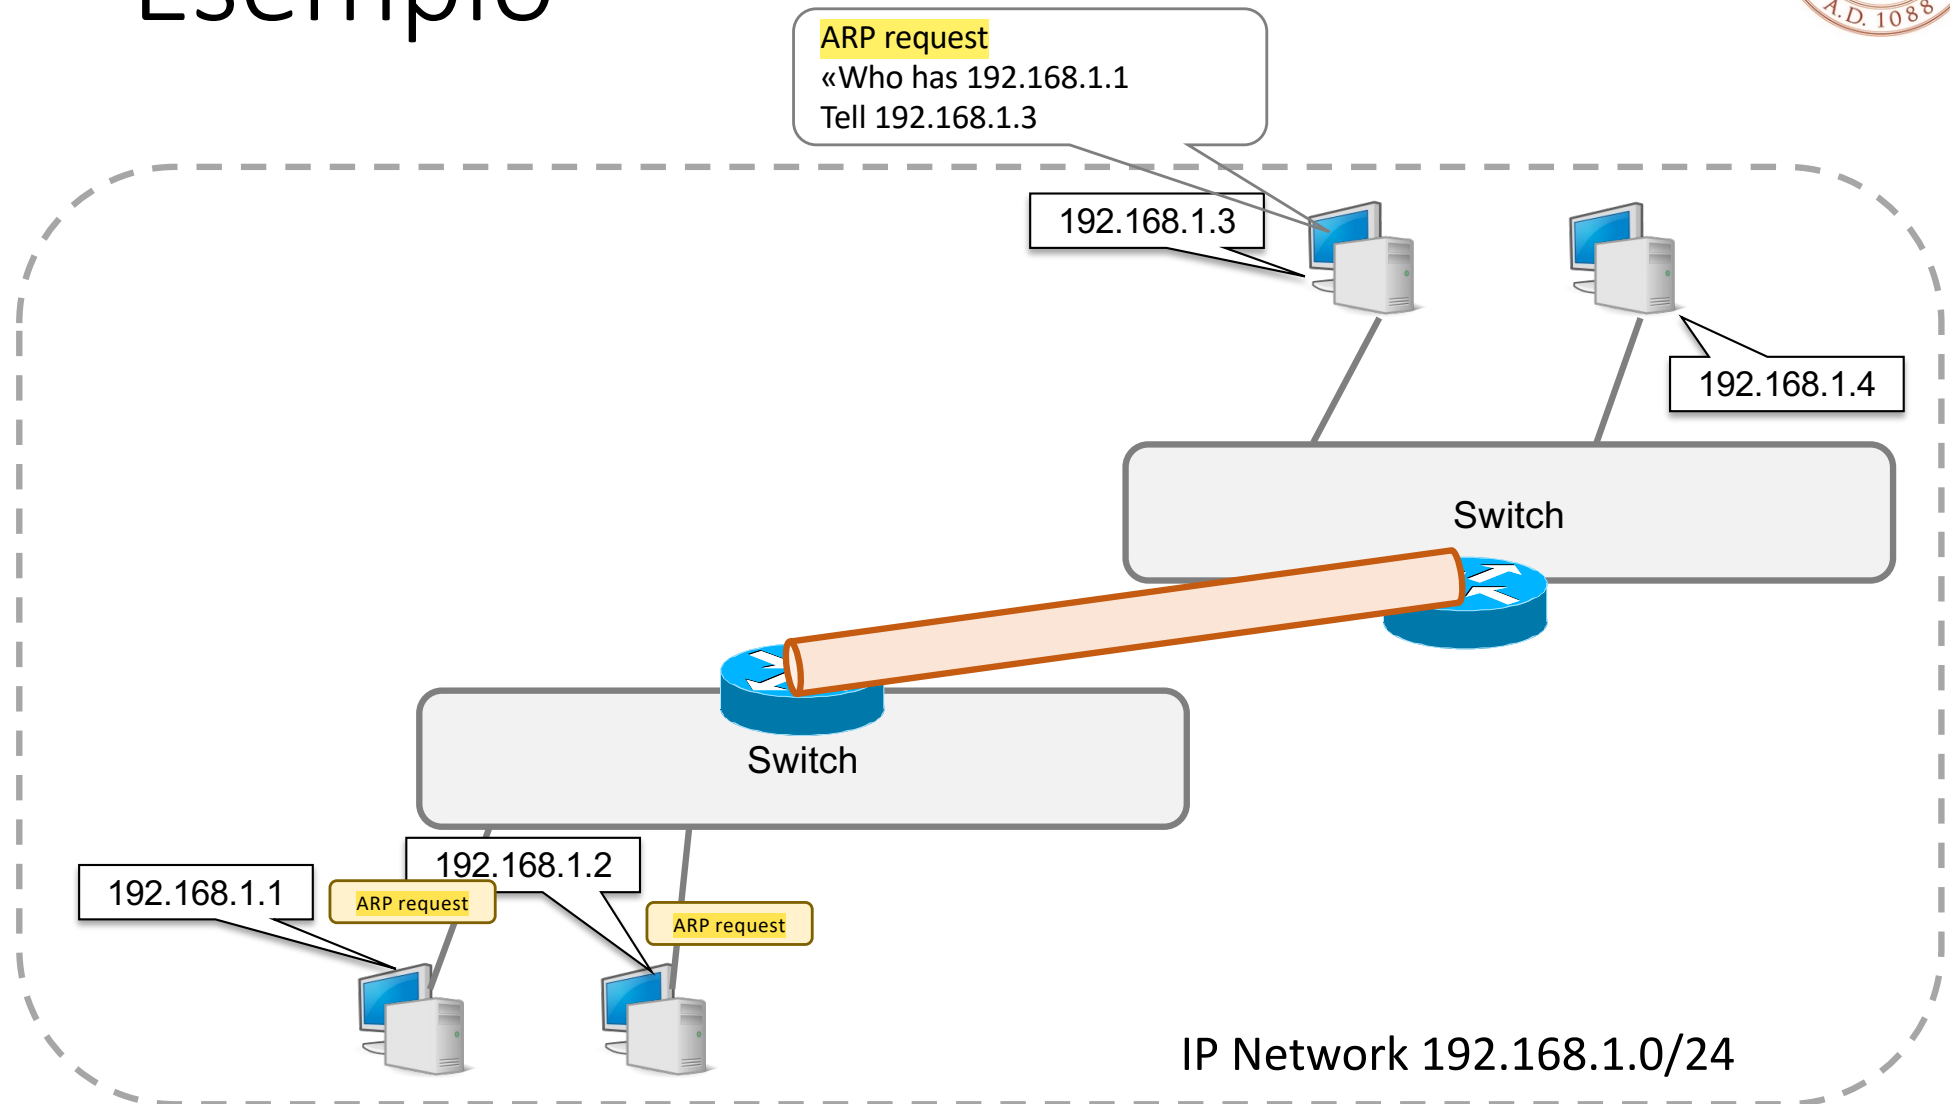 Esempio
A.D. 1088
ARP request
«Who has 192.168.1.1
Tell 192.168.1.3
192.168.1.3
192.168.1.4
Switch
Switch
192.168.1.2
192.168.1.1
ARP request
ARP request
IP Network 192.168.1.0/24